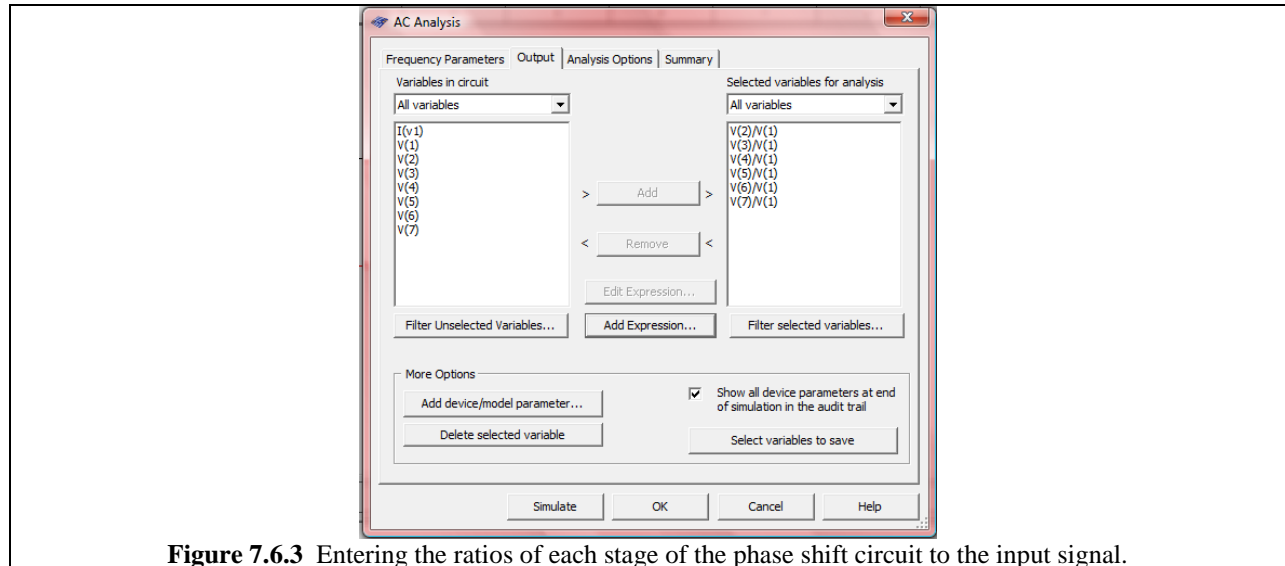 AC Analysis
Frequency Parameters Output Analysis Options Summary
Variables in circuit
All variables
I(v1)
V(1)
V(2)
V(3)
V(4)
V(5)
V(6)
V(7)
> Add >
< Remove <
Edit Expression...
Add Expression...
Filter Unselected Variables...
Selected variables for analysis
All variables
V(2)/V(1)
V(3)/V(1)
V(4)/V(1)
V(5)/V(1)
V(6)/V(1)
V(7)/V(1)
Filter selected variables...
More Options
Add device/model parameter...
Delete selected variable
Show all device parameters at end
of simulation in the audit trail
Select variables to save
Simulate OK Cancel Help
Figure 7.6.3 Entering the ratios of each stage of the phase shift circuit to the input signal.